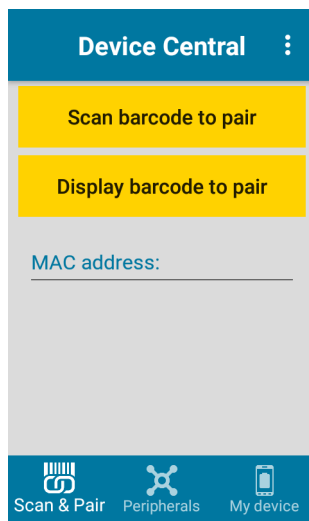 Device Central
Scan barcode to pair
Display barcode to pair
MAC address:
Scan & Pair
Peripherals
My device